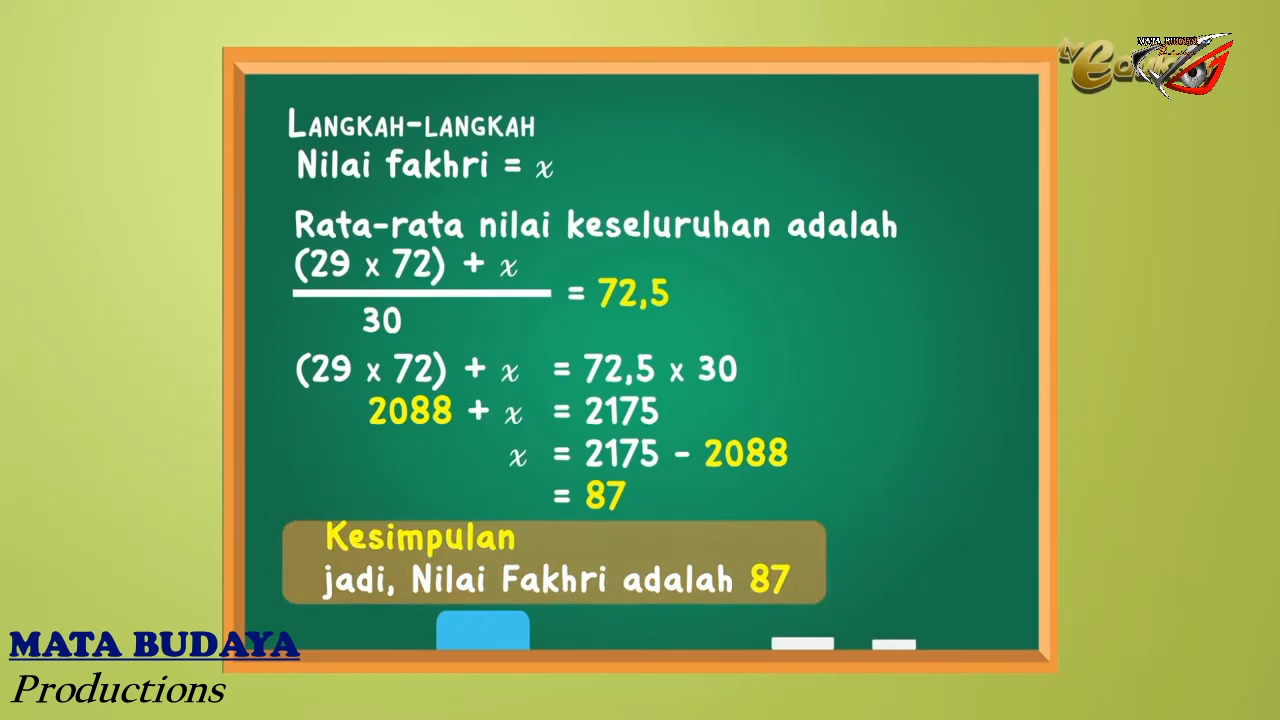 LANGKAH-LANGKAH
Nilai fakhri = x
Rata-rata nilai keseluruhan adalah
(29 x 72) + x
= 72,5
30
(29 x 72) + x = 72,5 x 30
2088 + x = 2175
x = 2175 - 2088
= 87
Kesimpulan
jadi, Nilai Fakhri adalah 87
MATA BUDAYA
Productions